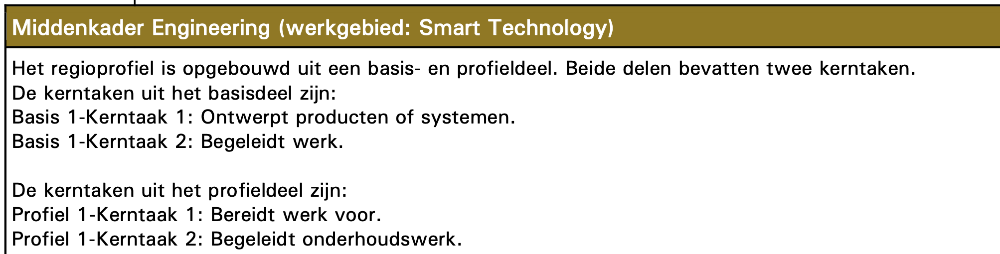 Middenkader Engineering (werkgebied: Smart Technology)
Het regioprofiel is opgebouwd uit een basis- en profieldeel. Beide delen bevatten twee kerntaken.
De kerntaken uit het basisdeel zijn:
Basis 1-Kerntaak 1: Ontwerpt producten of systemen.
Basis 1-Kerntaak 2: Begeleidt werk.
De kerntaken uit het profieldeel zijn:
Profiel 1-Kerntaak 1: Bereidt werk voor.
Profiel 1-Kerntaak 2: Begeleidt onderhoudswerk.